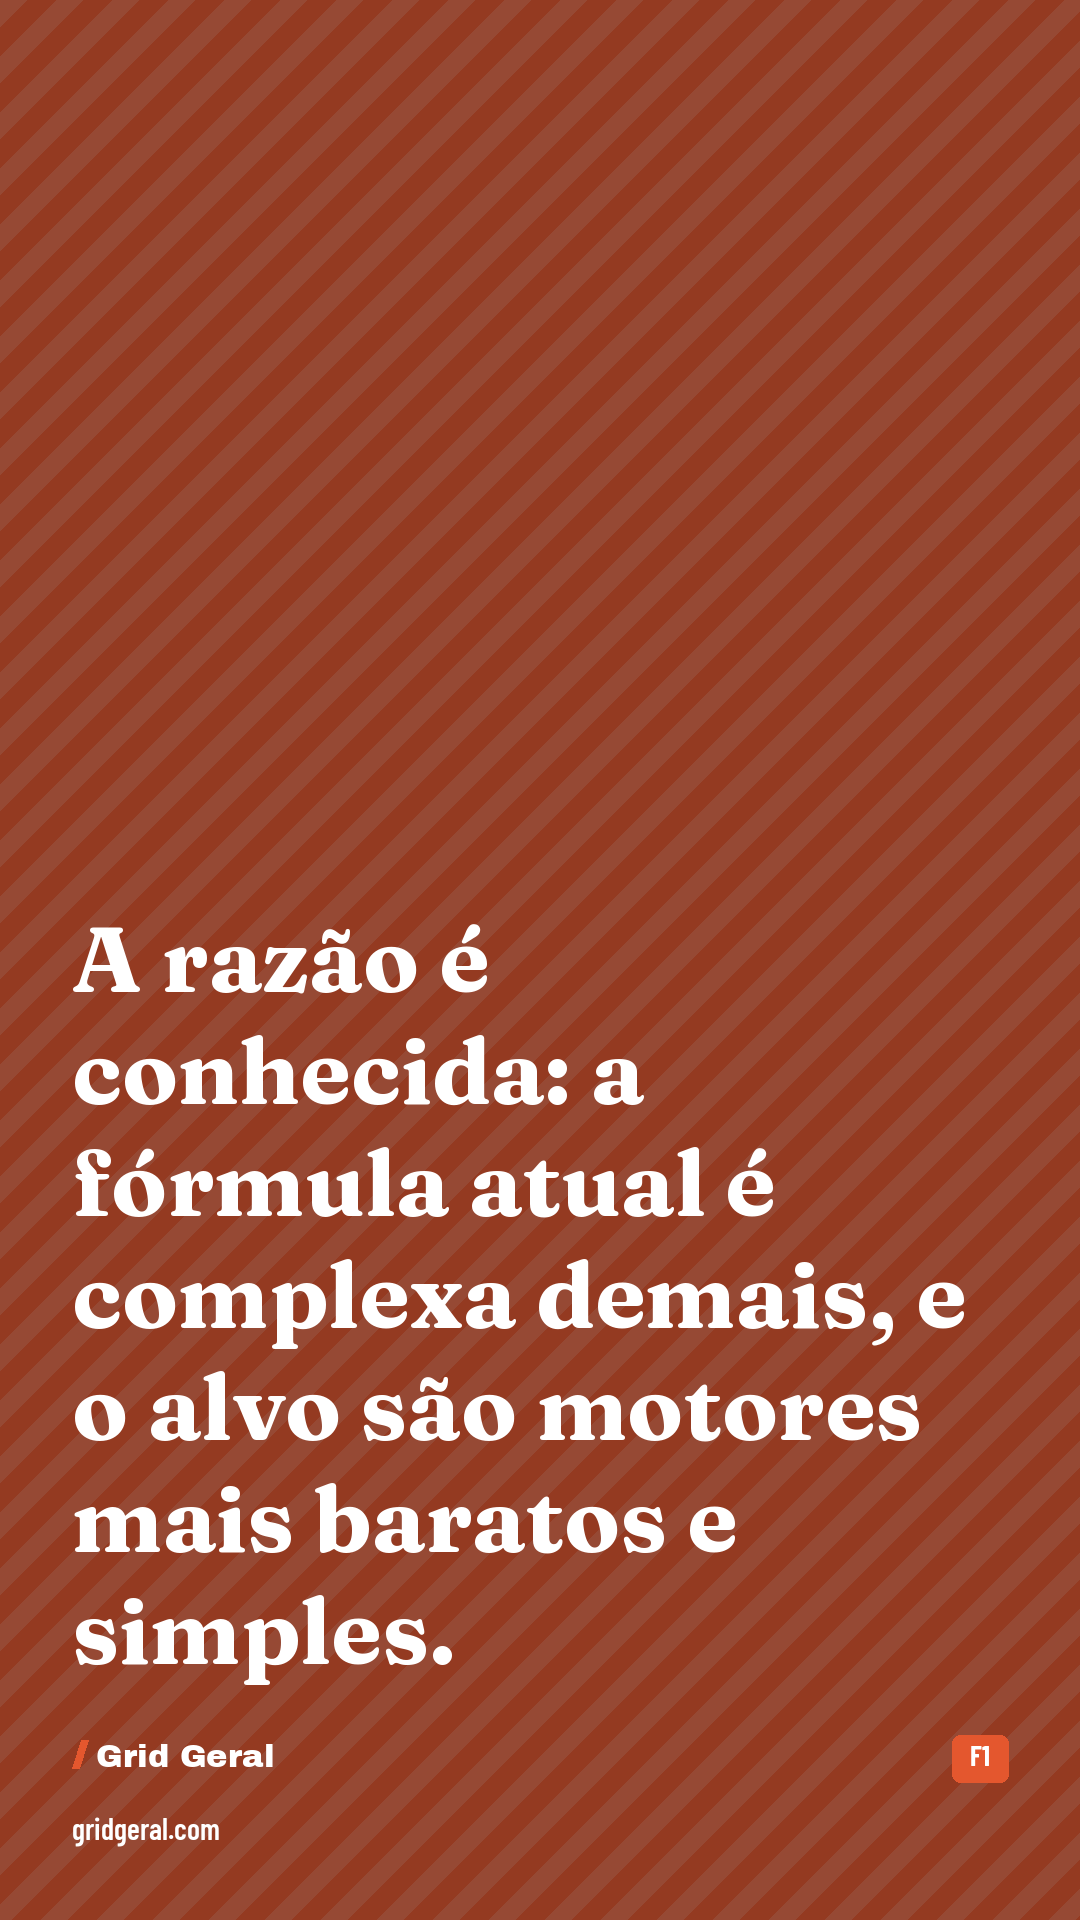 A razão é
conhecida: a
fórmula atual é
complexa demais, e
o alvo são motores
mais baratos e
simples.
/ Grid Geral
F1
gridgeral.com